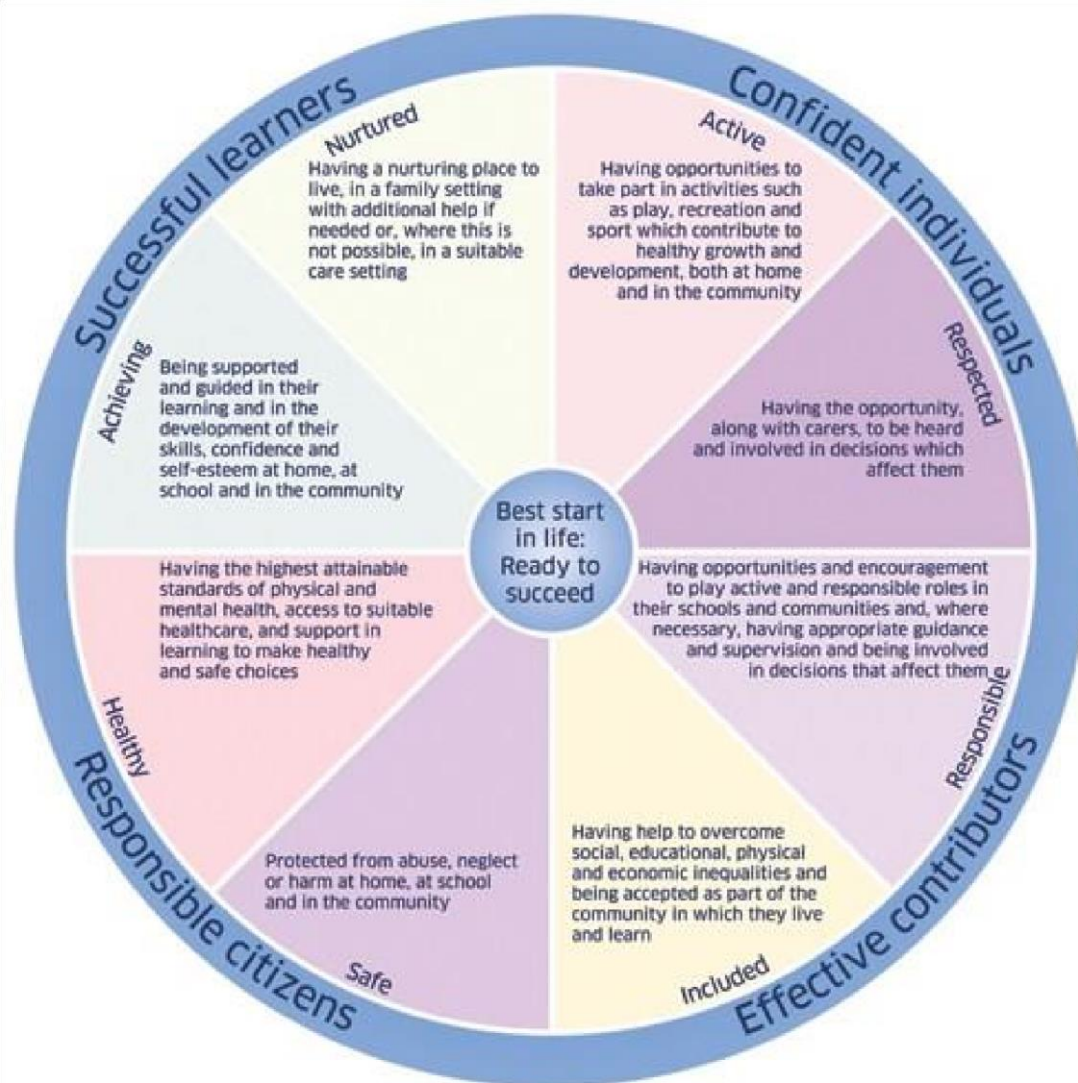 Successful learners
Confident individuals
Nurtured
Having a nurturing place to
live, in a family setting
with additional help if
needed or, where this is
not possible, in a suitable
care setting
Active
Having opportunities to
take part in activities such
as play, recreation and
sport which contribute to
healthy growth and
development, both at home
and in the community
Achieving
Being supported
and guided in their
learning and in the
development of their
skills, confidence and
self-esteem at home, at
school and in the community
Respected
Having the opportunity,
along with carers, to be heard
and involved in decisions which
affect them
Best start
in life:
Ready to
succeed
Healthy
Having the highest attainable
standards of physical and
mental health, access to suitable
healthcare, and support in
learning to make healthy
and safe choices
Having opportunities and encouragement
to play active and responsible roles in
their schools and communities and, where
necessary, having appropriate guidance
and supervision and being involved
in decisions that affect them
Responsible
Protected from abuse, neglect
or harm at home, at school
and in the community
Safe
Having help to overcome
social, educational, physical
and economic inequalities and
being accepted as part of the
community in which they live
and learn
Included
Responsible citizens
Effective contributors